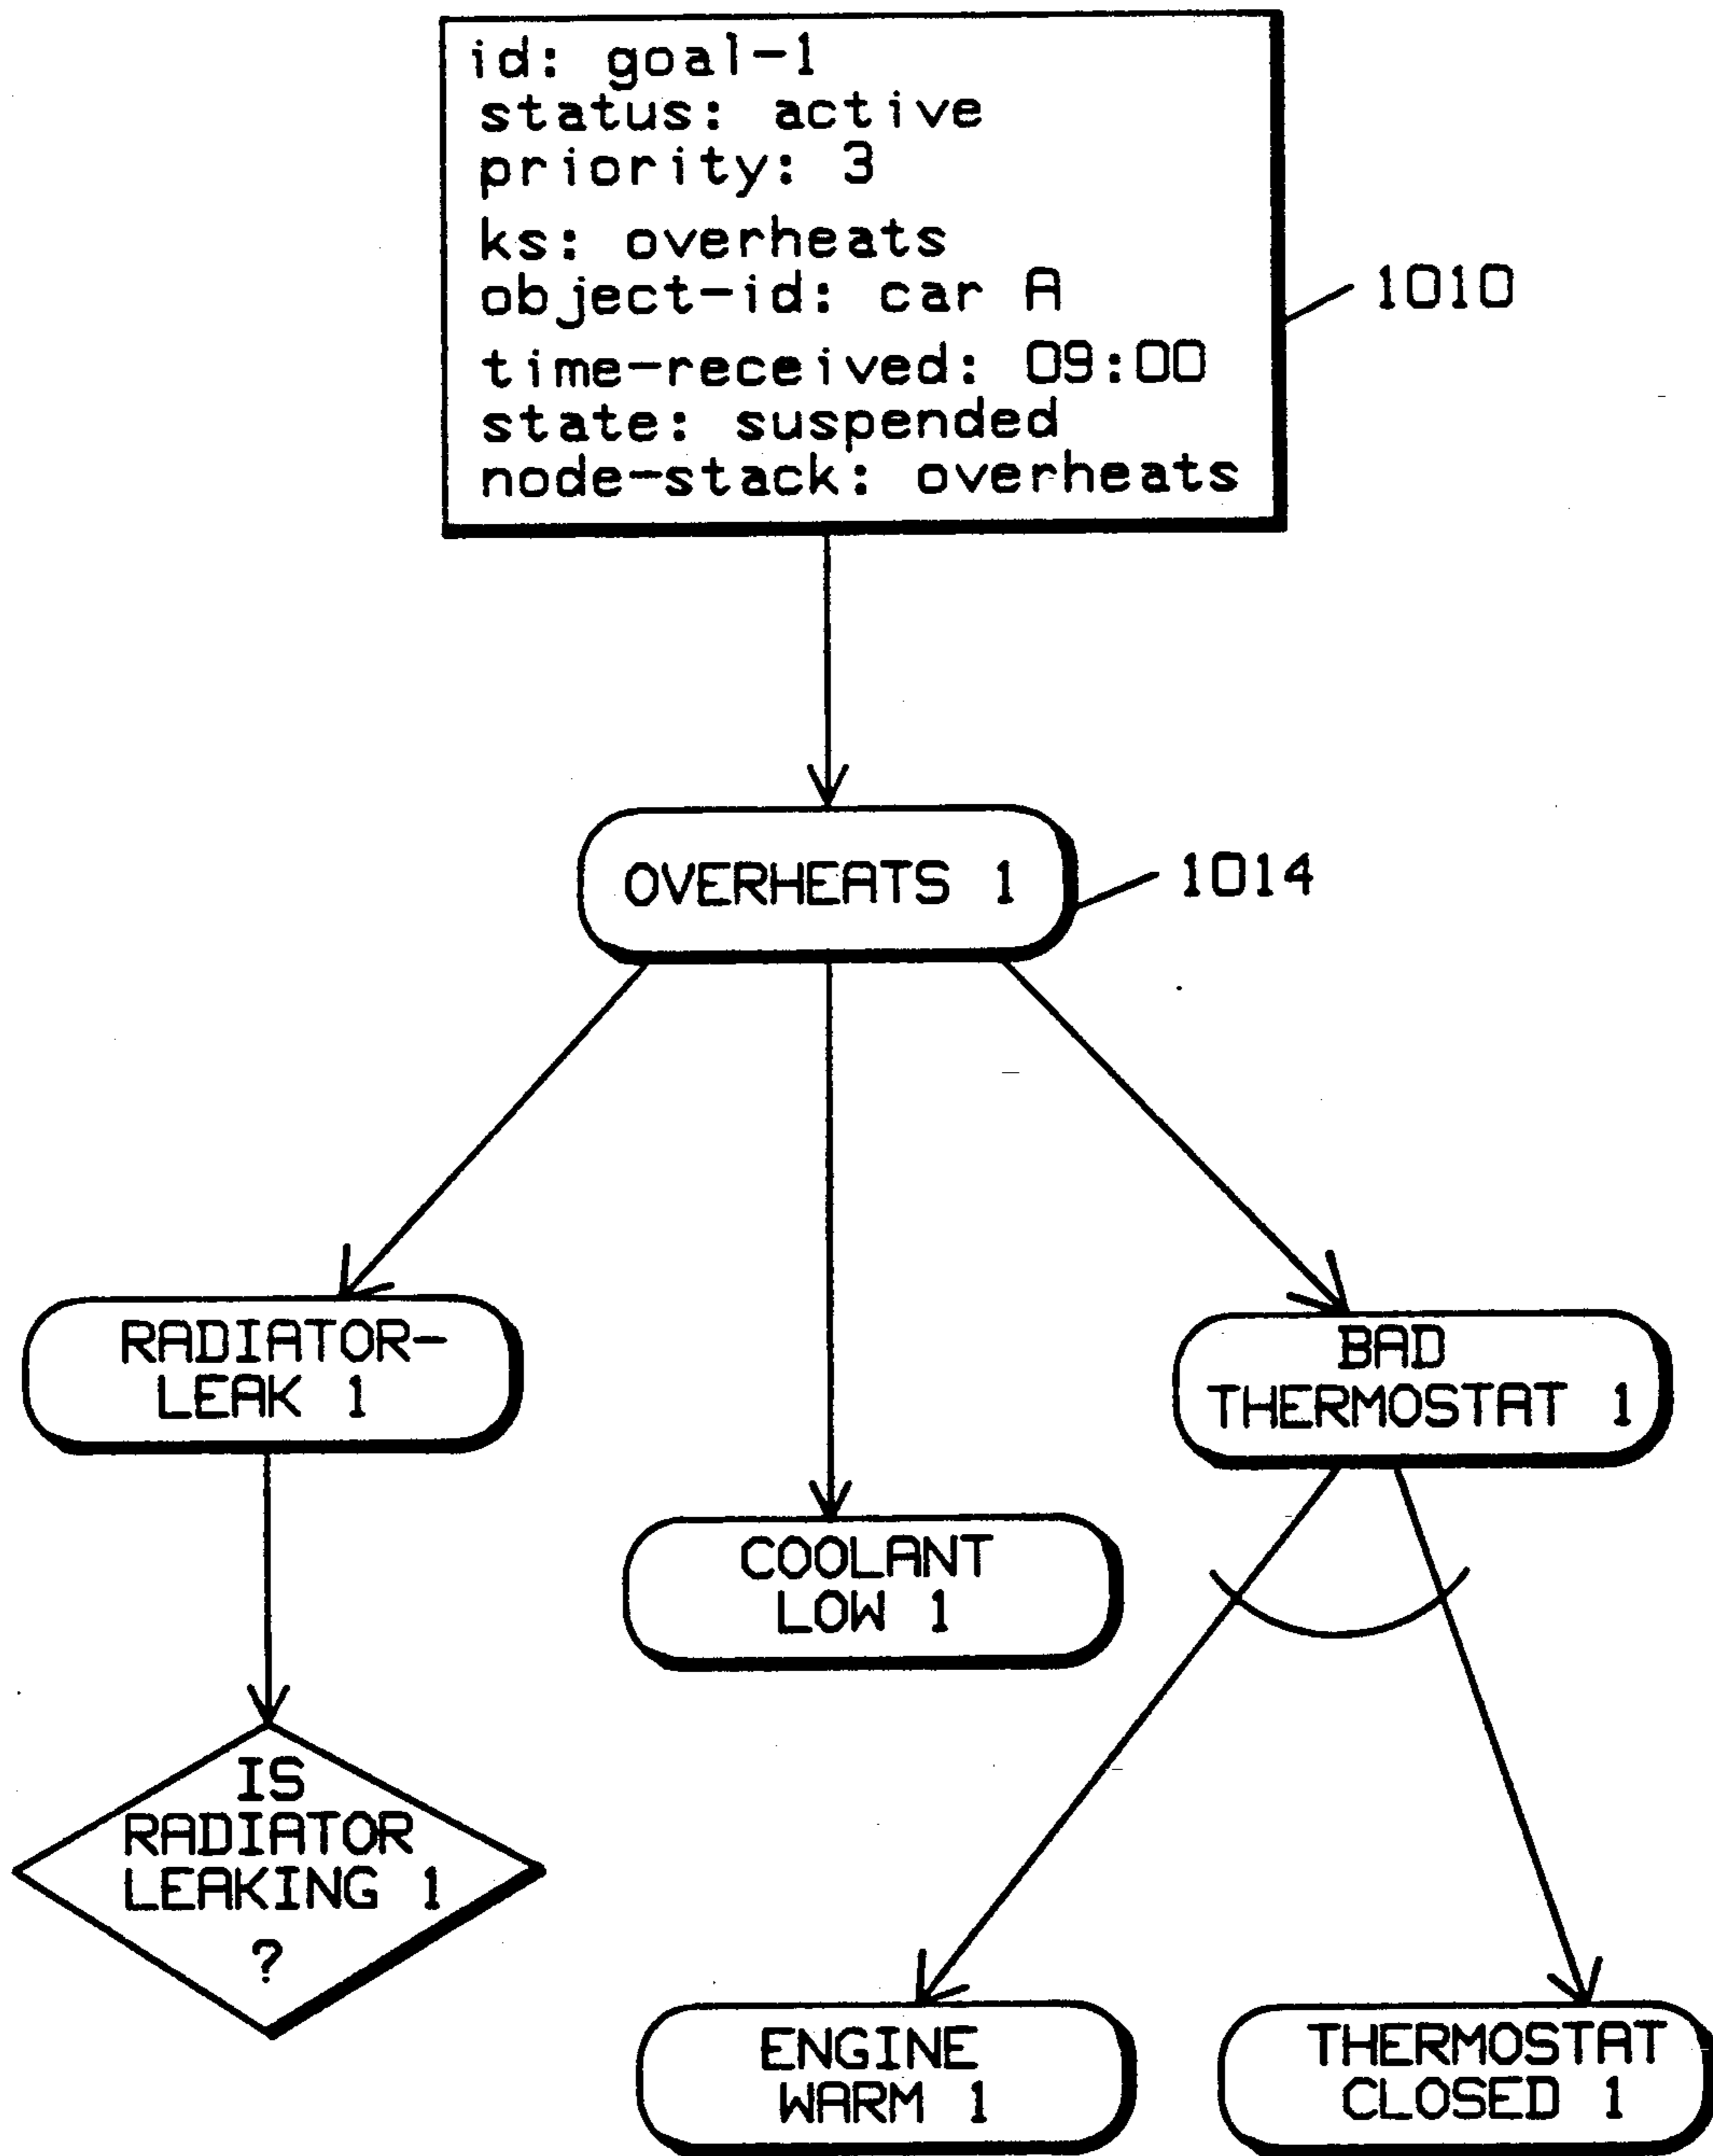 id: goal-1
status: active
priority: 3
ks: overheats
object-id: car A
time-received: 09:00
state: suspended
node-stack: overheats
1010
OVERHEATS 1
1014
RADIATOR-
LEAK 1
BAD
THERMOSTAT 1
COOLANT
LOW 1
IS
RADIATOR
LEAKING 1
?
ENGINE
WARM 1
THERMOSTAT
CLOSED 1